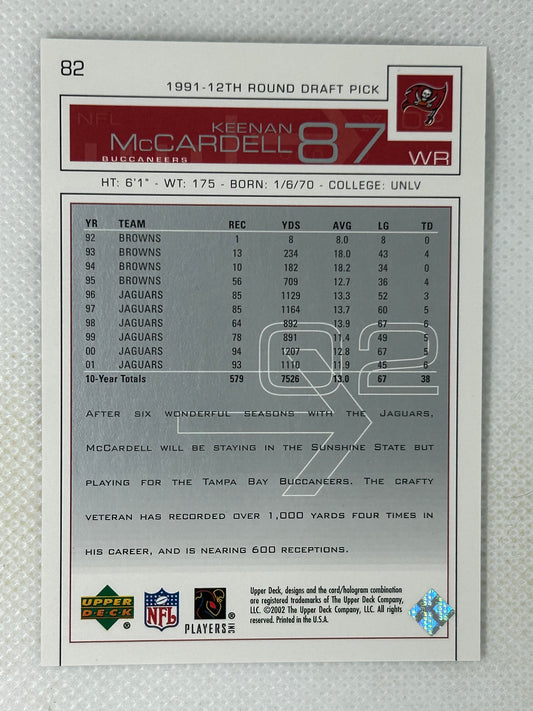 82
1991-12TH ROUND DRAFT PICK
KEENAN
MCCARDELL 87
BUCCANEERS WR
NFL
HT: 6'1" - WT: 175 - BORN: 1/6/70 - COLLEGE: UNLV
YR TEAM REC YDS AVG LG TD
92 BROWNS 1 8 8.0 8 0
93 BROWNS 13 234 18.0 43 4
94 BROWNS 10 182 18.2 34 0
95 BROWNS 56 709 12.7 36 4
96 JAGUARS 85 1129 13.3 52 3
97 JAGUARS 85 1164 13.7 60 5
98 JAGUARS 64 892 13.9 67 6
99 JAGUARS 78 891 11.4 49 5
00 JAGUARS 94 1207 12.8 67 5
01 JAGUARS 93 1110 11.9 45 6
10-Year Totals 579 7526 13.0 67 38
02
AFTER SIX WONDERFUL SEASONS WITH THE JAGUARS,
MCCARDELL WILL BE STAYING IN THE SUNSHINE STATE BUT
PLAYING FOR THE TAMPA BAY BUCCANEERS. THE CRAFTY
VETERAN HAS RECORDED OVER 1,000 YARDS FOUR TIMES IN
HIS CAREER, AND IS NEARING 600 RECEPTIONS.
UPPER DECK
NFL
PLAYERS INC
Upper Deck, designs and the card/hologram combination
are registered trademarks of The Upper Deck Company,
LLC. ©2002 The Upper Deck Company, LLC. All rights
reserved. Printed in the U.S.A.